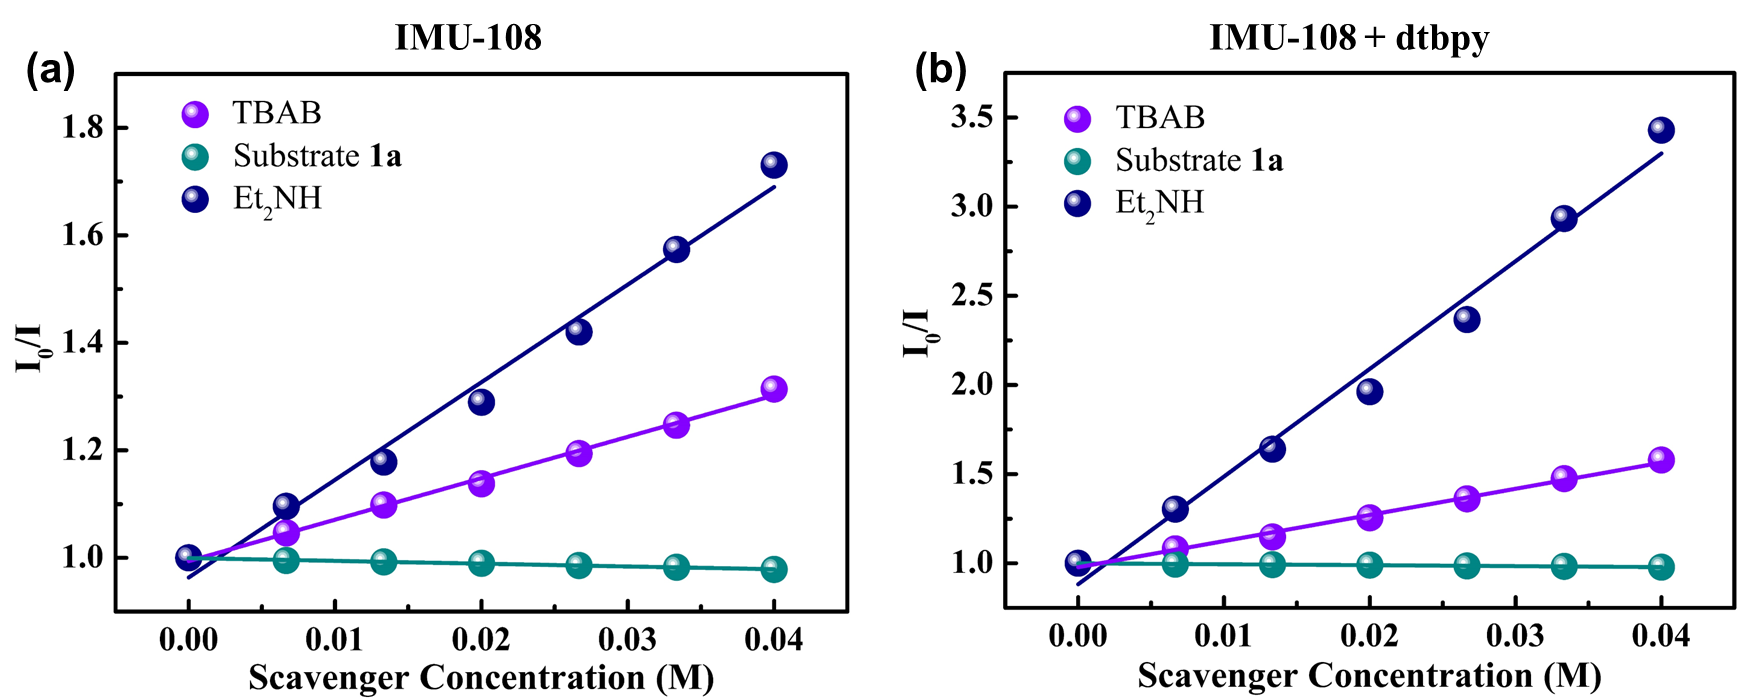 IMU-108
(a)
TBAB
Substrate 1a
Et₂NH
1.8
1.6
1.4
1.2
1.0
I₀/I
0.00 0.01 0.02 0.03 0.04
Scavenger Concentration (M)
IMU-108 + dtbpy
(b)
TBAB
Substrate 1a
Et₂NH
3.5
3.0
2.5
2.0
1.5
1.0
I₀/I
0.00 0.01 0.02 0.03 0.04
Scavenger Concentration (M)